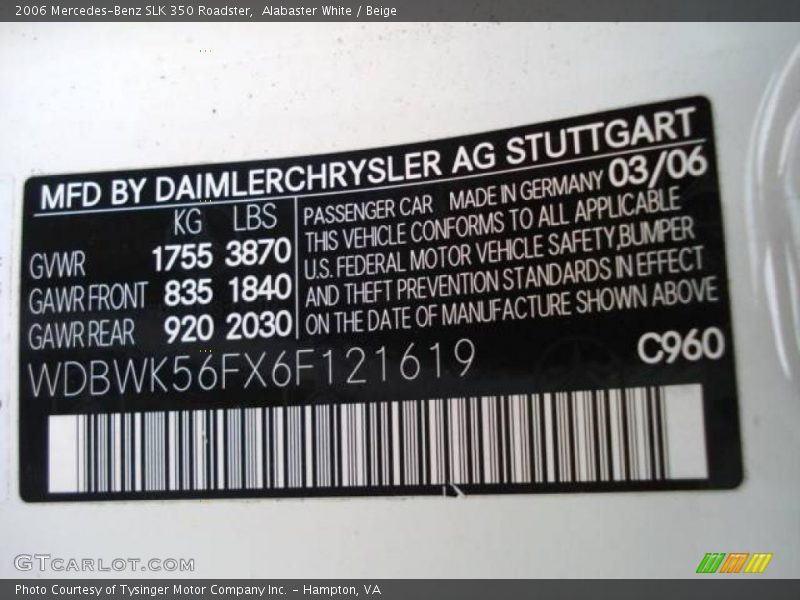 2006 Mercedes-Benz SLK 350 Roadster,  Alabaster White / Beige
MFD BY DAIMLERCHRYSLER AG STUTTGART
KG LBS
GVWR 1755 3870
GAWR FRONT 835 1840
GAWR REAR 920 2030
PASSENGER CAR MADE IN GERMANY 03/06
THIS VEHICLE CONFORMS TO ALL APPLICABLE
U.S. FEDERAL MOTOR VEHICLE SAFETY,BUMPER
AND THEFT PREVENTION STANDARDS IN EFFECT
ON THE DATE OF MANUFACTURE SHOWN ABOVE
WDBWK56FX6F121619
C960
GTCARLOT.COM
Photo Courtesy of Tysinger Motor Company Inc. - Hampton, VA